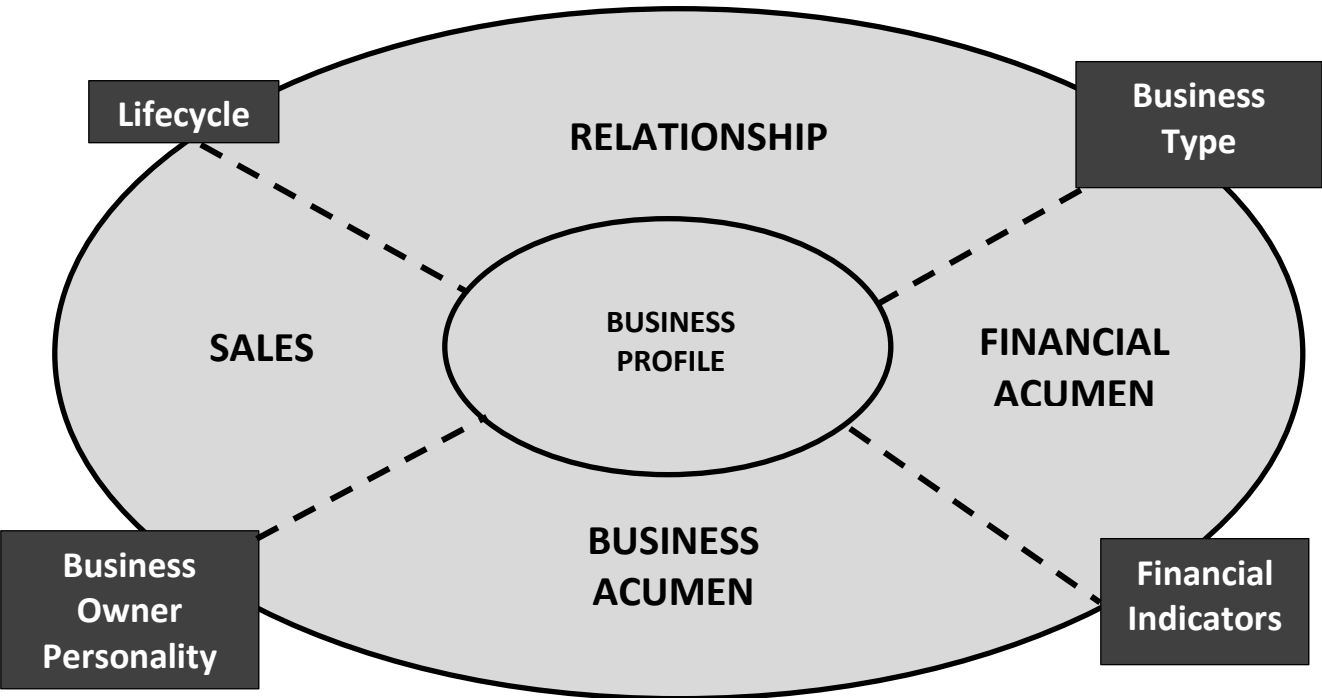 Lifecycle
Business
Type
RELATIONSHIP
BUSINESS
PROFILE
SALES
FINANCIAL
ACUMEN
BUSINESS
ACUMEN
Business
Owner
Personality
Financial
Indicators